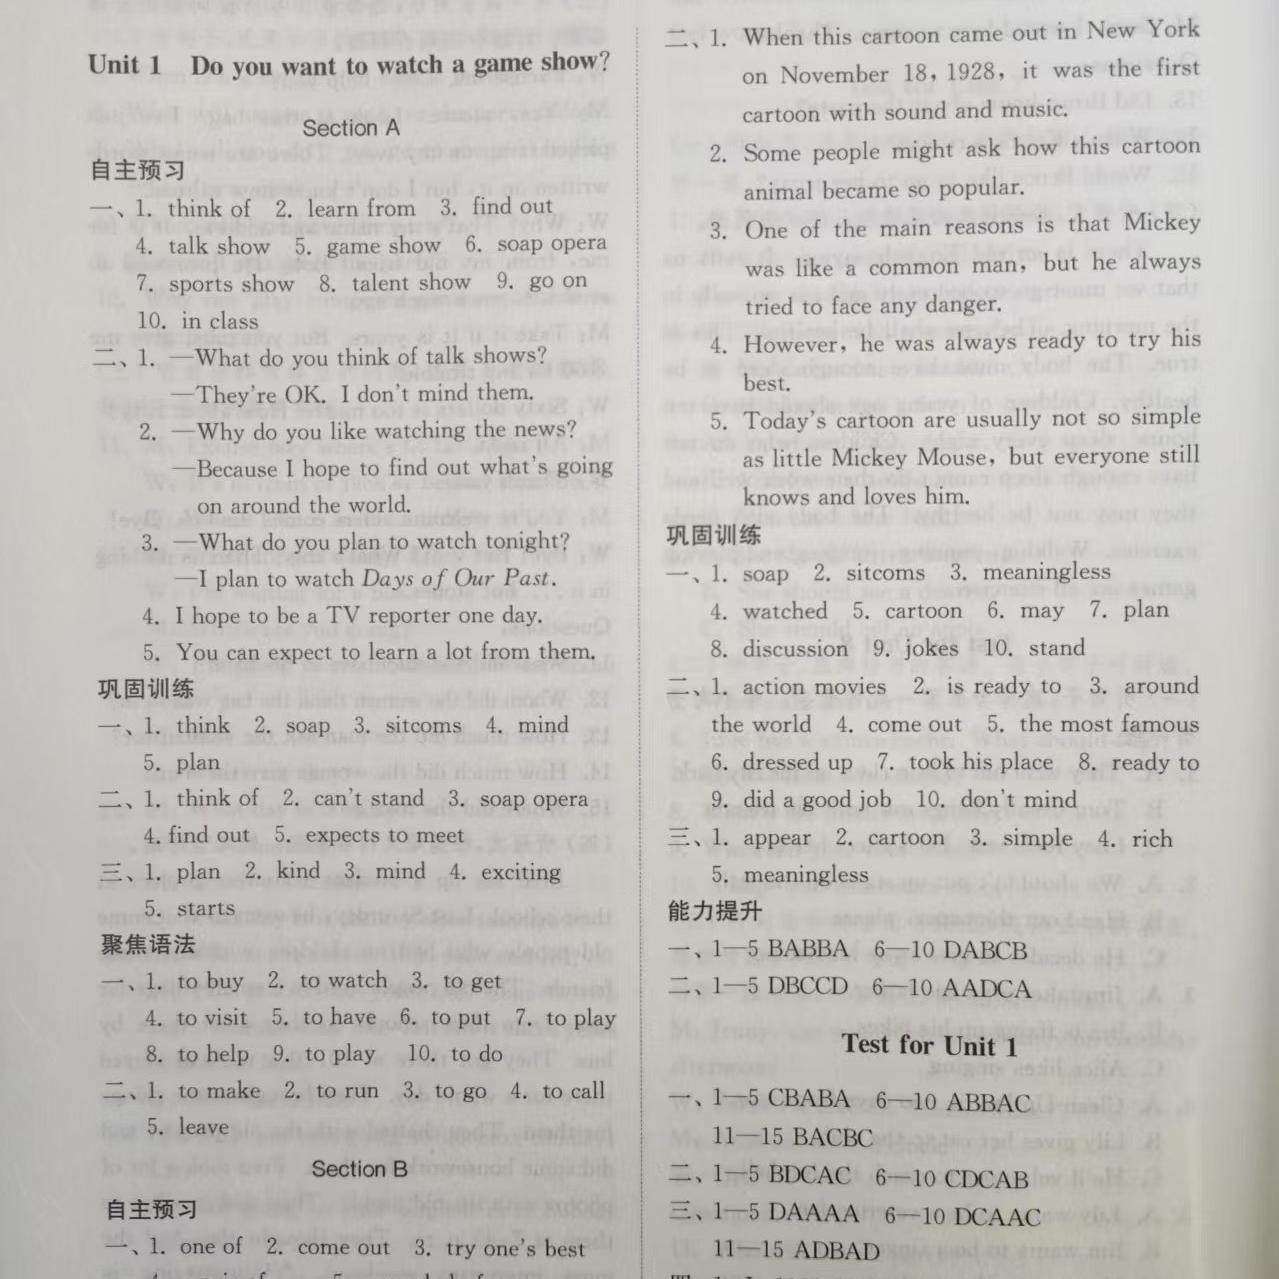 Unit 1 Do you want to watch a game show?
Section A
自主预习
一、1. think of 2. learn from 3. find out
4. talk show 5. game show 6. soap opera
7. sports show 8. talent show 9. go on
10. in class
二、1. —What do you think of talk shows?
—They're OK. I don't mind them.
2. —Why do you like watching the news?
—Because I hope to find out what's going
on around the world.
3. —What do you plan to watch tonight?
—I plan to watch Days of Our Past.
4. I hope to be a TV reporter one day.
5. You can expect to learn a lot from them.
巩固训练
一、1. think 2. soap 3. sitcoms 4. mind
5. plan
二、1. think of 2. can't stand 3. soap opera
4. find out 5. expects to meet
三、1. plan 2. kind 3. mind 4. exciting
5. starts
聚焦语法
一、1. to buy 2. to watch 3. to get
4. to visit 5. to have 6. to put 7. to play
8. to help 9. to play 10. to do
二、1. to make 2. to run 3. to go 4. to call
5. leave
Section B
自主预习
一、1. one of 2. come out 3. try one's best
二、1. When this cartoon came out in New York
on November 18, 1928, it was the first
cartoon with sound and music.
2. Some people might ask how this cartoon
animal became so popular.
3. One of the main reasons is that Mickey
was like a common man, but he always
tried to face any danger.
4. However, he was always ready to try his
best.
5. Today's cartoon are usually not so simple
as little Mickey Mouse, but everyone still
knows and loves him.
巩固训练
一、1. soap 2. sitcoms 3. meaningless
4. watched 5. cartoon 6. may 7. plan
8. discussion 9. jokes 10. stand
二、1. action movies 2. is ready to 3. around
the world 4. come out 5. the most famous
6. dressed up 7. took his place 8. ready to
9. did a good job 10. don't mind
三、1. appear 2. cartoon 3. simple 4. rich
5. meaningless
能力提升
一、1—5 BABBA 6—10 DABCB
二、1—5 DBCCD 6—10 AADCA
Test for Unit 1
一、1—5 CBABA 6—10 ABBAC
11—15 BACBC
二、1—5 BDCAC 6—10 CDCAB
三、1—5 DAAAA 6—10 DCAAC
11—15 ADBAD